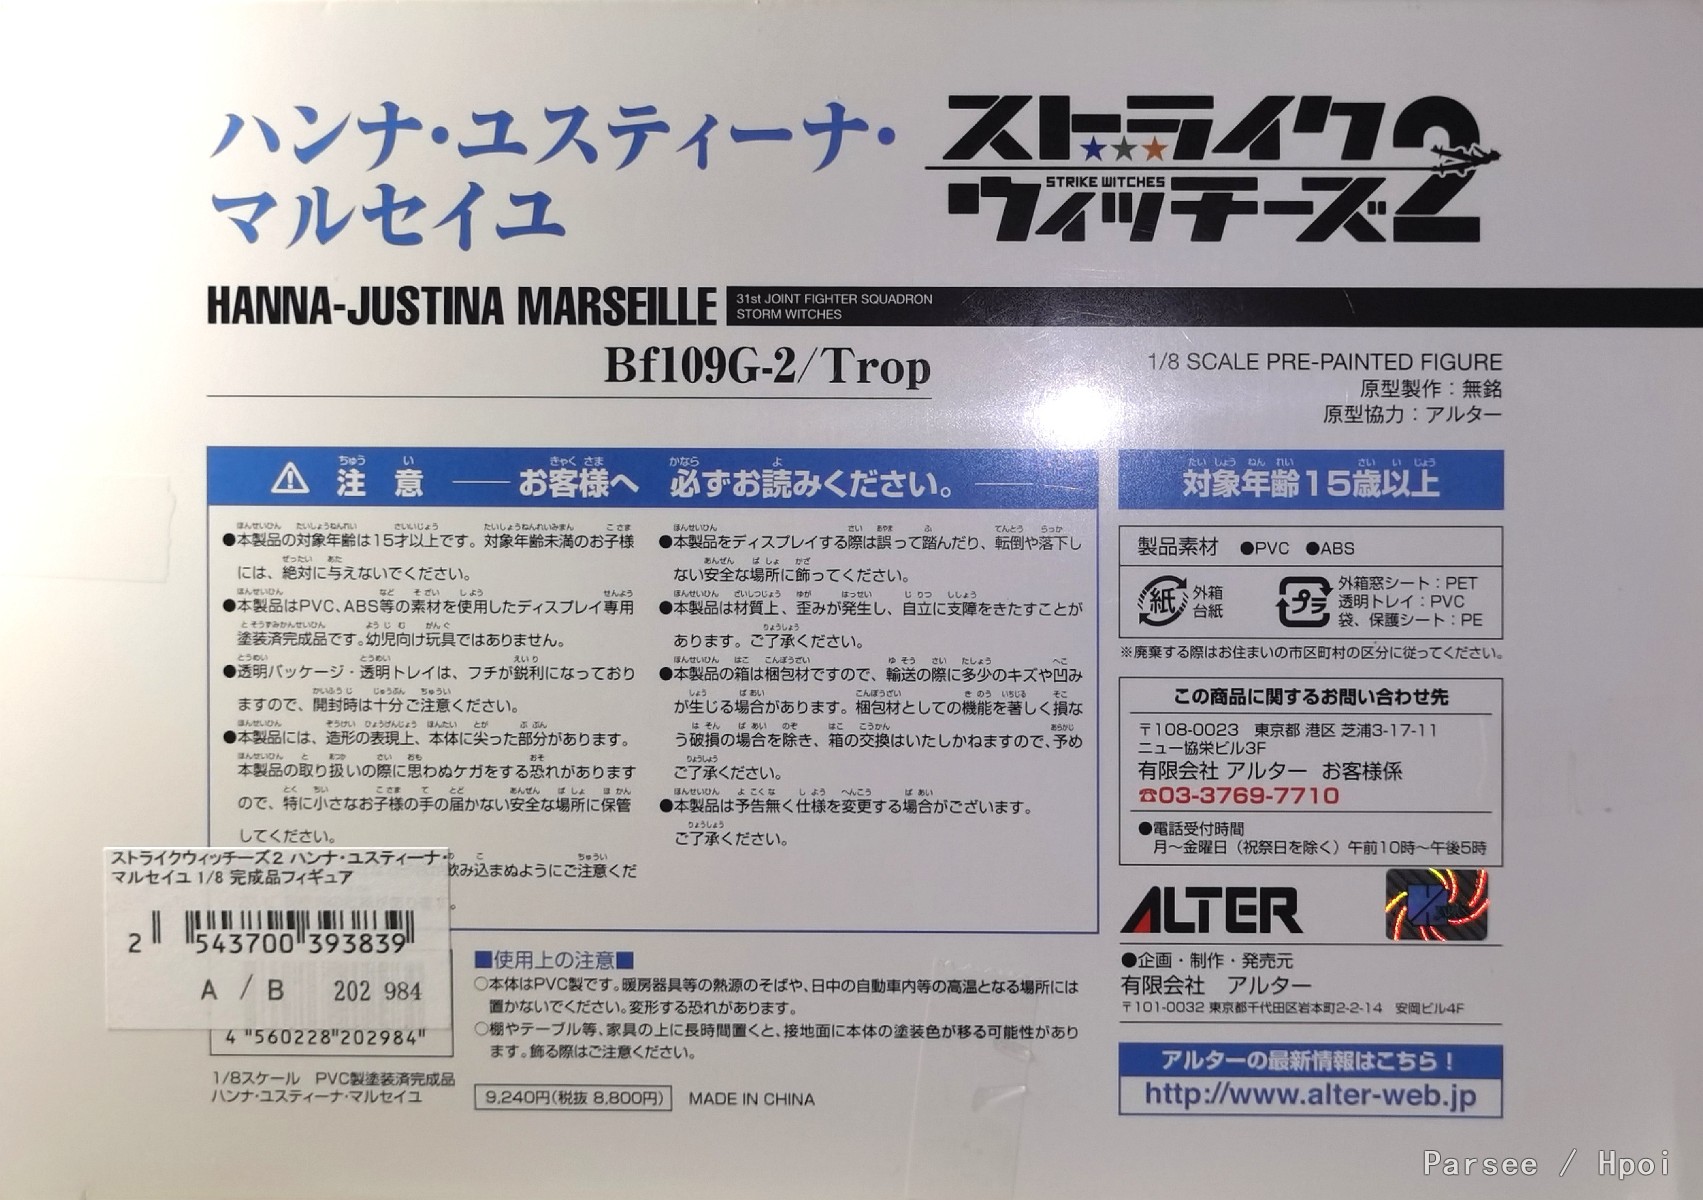 ハンナ・ユスティーナ・
マルセイユ
ストライク
ウィッチーズ2
STRIKE WITCHES
HANNA-JUSTINA MARSEILLE
31st JOINT FIGHTER SQUADRON
STORM WITCHES
Bf109G-2/Trop
1/8 SCALE PRE-PAINTED FIGURE
原型製作：無銘
原型協力：アルター
注意 ── お客様へ 必ずお読みください。 ──
●本製品の対象年齢は15才以上です。対象年齢未満のお子様
には、絶対に与えないでください。
●本製品はPVC、ABS等の素材を使用したディスプレイ専用
塗装済完成品です。幼児向け玩具ではありません。
●透明パッケージ・透明トレイは、フチが鋭利になっており
ますので、開封時は十分ご注意ください。
●本製品には、造形の表現上、本体に尖った部分があります。
本製品の取り扱いの際に思わぬケガをする恐れがあります
ので、特に小さなお子様の手の届かない安全な場所に保管
してください。
飲み込まぬようにご注意くだ
●本製品をディスプレイする際は誤って踏んだり、転倒や落下し
ない安全な場所に飾ってください。
●本製品は材質上、歪みが発生し、自立に支障をきたすことが
あります。ご了承ください。
●本製品の箱は梱包材ですので、輸送の際に多少のキズや凹み
が生じる場合があります。梱包材としての機能を著しく損な
う破損の場合を除き、箱の交換はいたしかねますので、予め
ご了承ください。
●本製品は予告無く仕様を変更する場合がございます。
ご了承ください。
対象年齢15歳以上
製品素材 ●PVC ●ABS
紙 外箱
台紙
プラ 外箱窓シート：PET
透明トレイ：PVC
袋、保護シート：PE
※廃棄する際はお住まいの市区町村の区分に従ってください。
この商品に関するお問い合わせ先
〒108-0023 東京都 港区 芝浦3-17-11
ニュー協栄ビル3F
有限会社 アルター お客様係
☎03-3769-7710
●電話受付時間
月～金曜日（祝祭日を除く）午前10時～午後5時
ALTER
●企画・制作・発売元
有限会社 アルター
〒101-0032 東京都千代田区岩本町2-2-14 安岡ビル4F
アルターの最新情報はこちら！
http://www.alter-web.jp
ストライクウィッチーズ2 ハンナ・ユスティーナ・
マルセイユ 1/8 完成品フィギュア
2 543700 393839
A / B 202 984
4 "560228"202984"
1/8スケール PVC製塗装済完成品
ハンナ・ユスティーナ・マルセイユ
■使用上の注意■
○本体はPVC製です。暖房器具等の熱源のそばや、日中の自動車内等の高温となる場所には
置かないでください。変形する恐れがあります。
○棚やテーブル等、家具の上に長時間置くと、接地面に本体の塗装色が移る可能性があり
ます。飾る際はご注意ください。
9,240円(税抜 8,800円)
MADE IN CHINA
Parsee / Hpoi